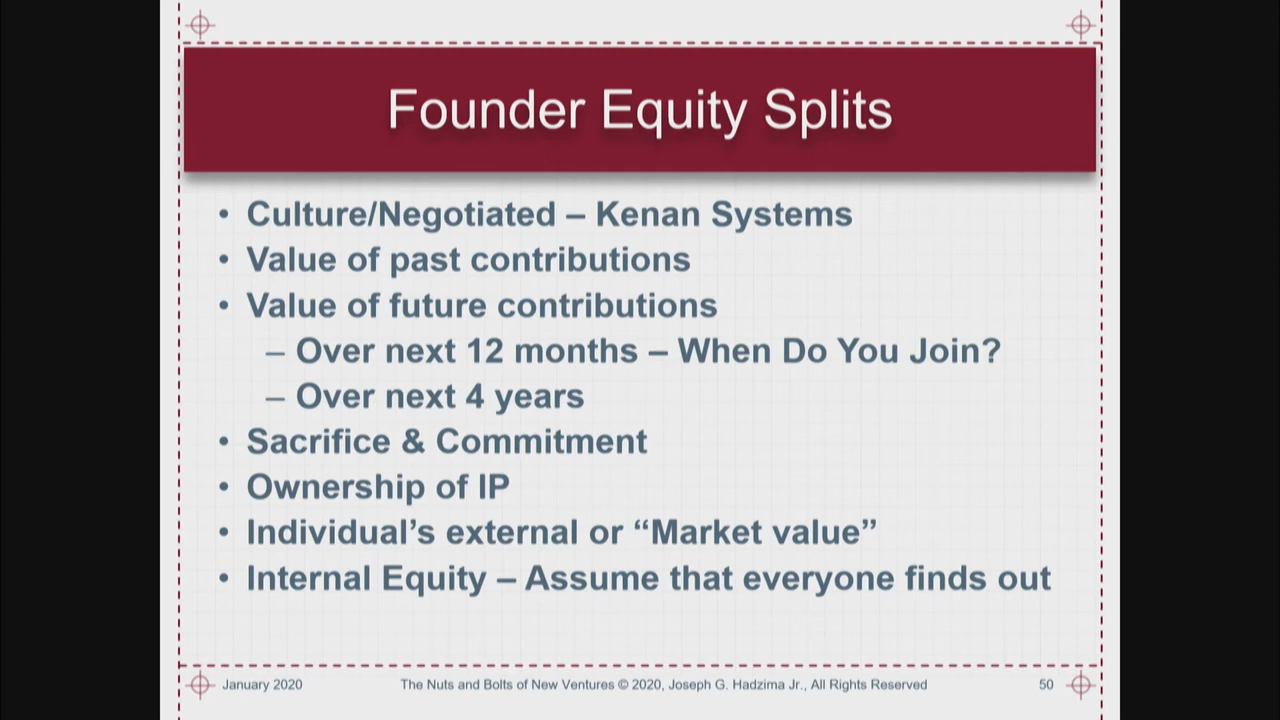 Founder Equity Splits
• Culture/Negotiated – Kenan Systems
• Value of past contributions
• Value of future contributions
– Over next 12 months – When Do You Join?
– Over next 4 years
• Sacrifice & Commitment
• Ownership of IP
• Individual’s external or “Market value”
• Internal Equity – Assume that everyone finds out
January 2020 The Nuts and Bolts of New Ventures © 2020, Joseph G. Hadzima Jr., All Rights Reserved 50